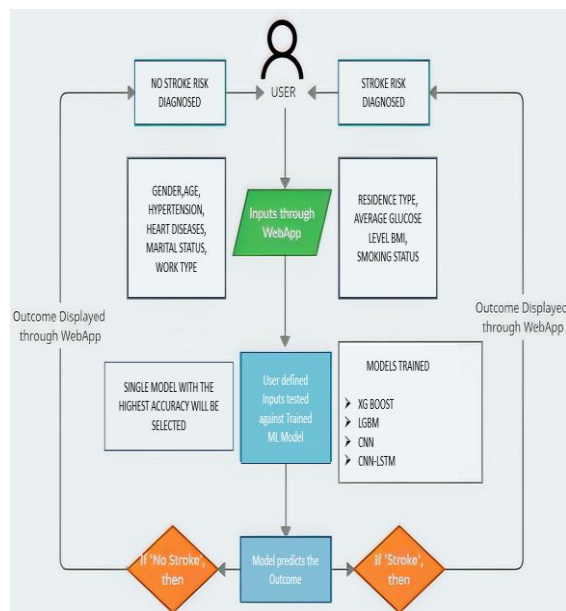 NO STROKE RISK
DIAGNOSED
USER
STROKE RISK
DIAGNOSED
GENDER,AGE,
HYPERTENSION,
HEART DISEASES,
MARITAL STATUS,
WORK TYPE
Inputs through
WebApp
RESIDENCE TYPE,
AVERAGE GLUCOSE
LEVEL BMI,
SMOKING STATUS
Outcome Displayed
through WebApp
Outcome Displayed
through WebApp
SINGLE MODEL WITH THE
HIGHEST ACCURACY WILL BE
SELECTED
User defined
Inputs tested
against Trained
ML Model
MODELS TRAINED
XG BOOST
LGBM
CNN
CNN-LSTM
If 'No Stroke',
then
Model predicts the
Outcome
if 'Stroke',
then